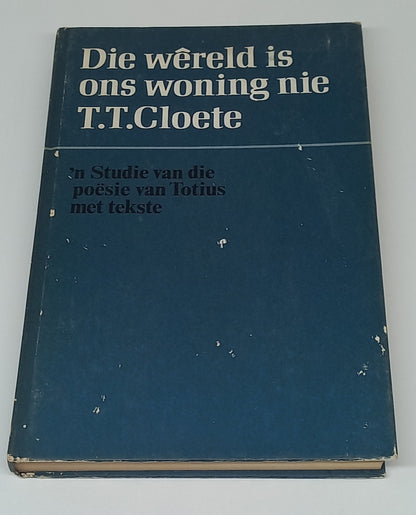 Die wêreld is
ons woning nie
T.T.Cloete
'n Studie van die
poësie van Totius
met tekste